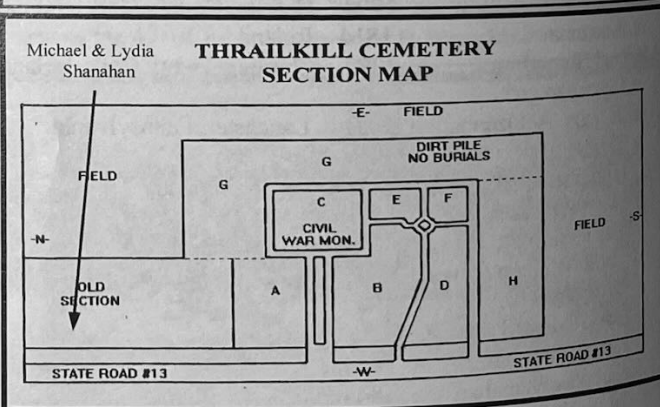 Michael & Lydia
Shanahan
THRAILKILL CEMETERY
SECTION MAP
-E- FIELD
DIRT PILE
NO BURIALS
G
FIELD
G
C
E
F
CIVIL
WAR MON.
FIELD
-S-
-N-
OLD
SECTION
A
B
D
H
STATE ROAD #13
-W-
STATE ROAD #13